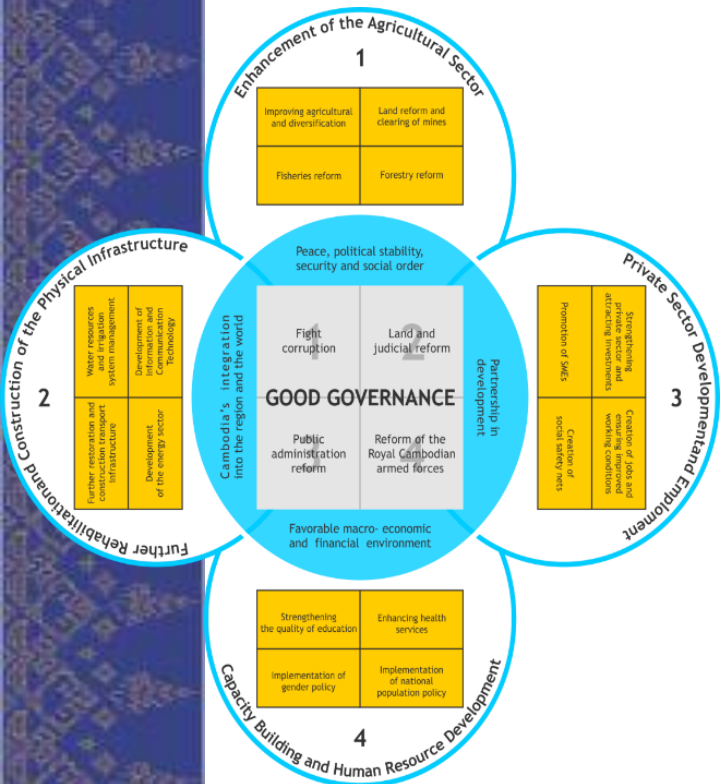 Enhancement of the Agricultural Sector
1
Improving agricultural
and diversification
Land reform and
clearing of mines
Fisheries reform
Forestry reform
Further Rehabilitationand Construction of the Physical Infrastructure
2
Water resources
and irrigation
system management
Development of
Information and
Communication
Technology
Further restoration and
construction transport
infrastructure
Development
of the energy sector
Peace, political stability,
security and social order
Cambodia's integration
into the region and the world
1
Fight
corruption
2
Land and
judicial reform
GOOD GOVERNANCE
3
Public
administration
reform
4
Reform of the
Royal Cambodian
armed forces
Partnership in
development
Favorable macro- economic
and financial environment
Private Sector Developmentand Emploment
3
Promotion of SMEs
Strengthening
private sector and
attracting investments
Creation of
social safety nets
Creation of jobs and
ensuring improved
working conditions
Strengthening
the quality of education
Enhancing health
services
Implementation of
gender policy
Implementation
of national
population policy
4
Capacity Building and Human Resource Development